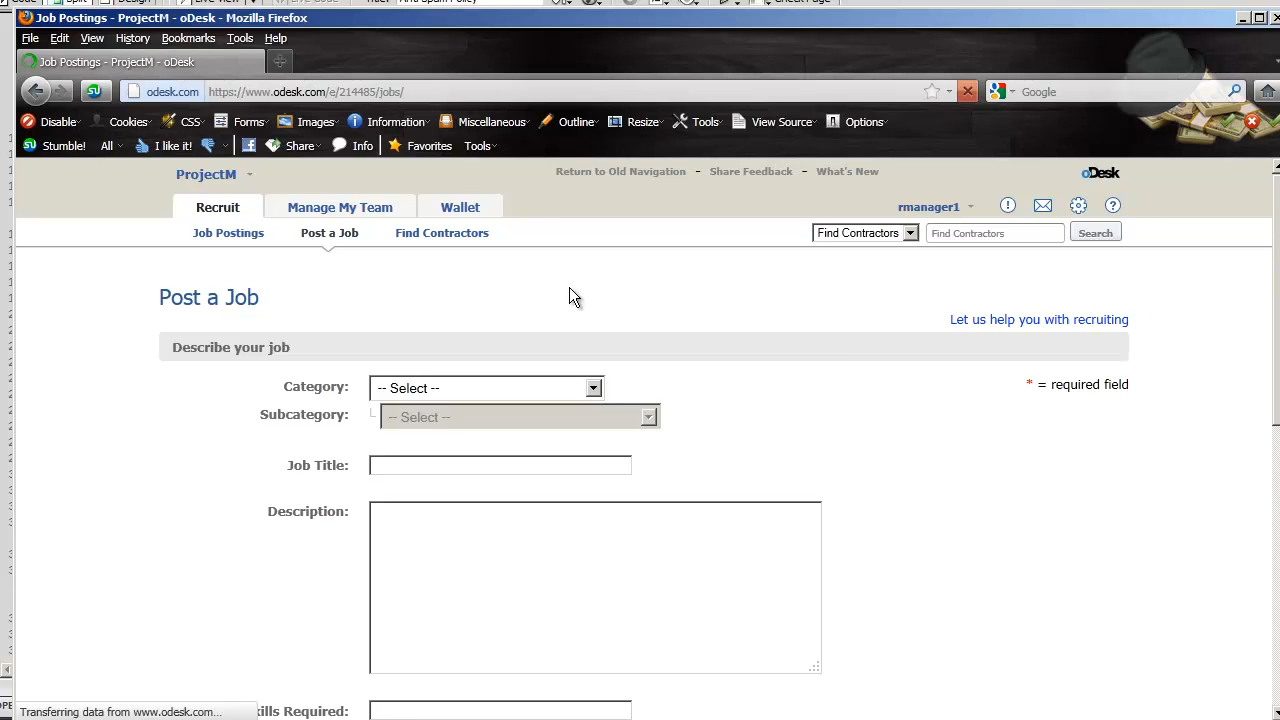 Job Postings - ProjectM - oDesk - Mozilla Firefox
File Edit View History Bookmarks Tools Help
Job Postings - ProjectM - oDesk
odesk.com https://www.odesk.com/e/214485/jobs/ Google
Disable Cookies CSS Forms Images Information Miscellaneous Outline Resize Tools View Source Options
Stumble! All I like it! Share Info Favorites Tools
ProjectM Return to Old Navigation - Share Feedback - What's New oDesk
Recruit Manage My Team Wallet rmanager1
Job Postings Post a Job Find Contractors Find Contractors Find Contractors Search
Post a Job
Let us help you with recruiting
Describe your job
Category: -- Select -- * = required field
Subcategory: -- Select --
Job Title:
Description:
Transferring data from www.odesk.com... kills Required: